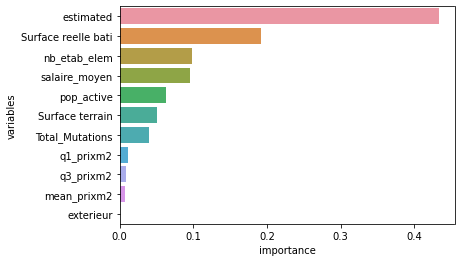 estimated
Surface reelle bati
nb_etab_elem
salaire_moyen
pop_active
Surface terrain
Total_Mutations
q1_prixm2
q3_prixm2
mean_prixm2
exterieur
variables
0.0 0.1 0.2 0.3 0.4
importance